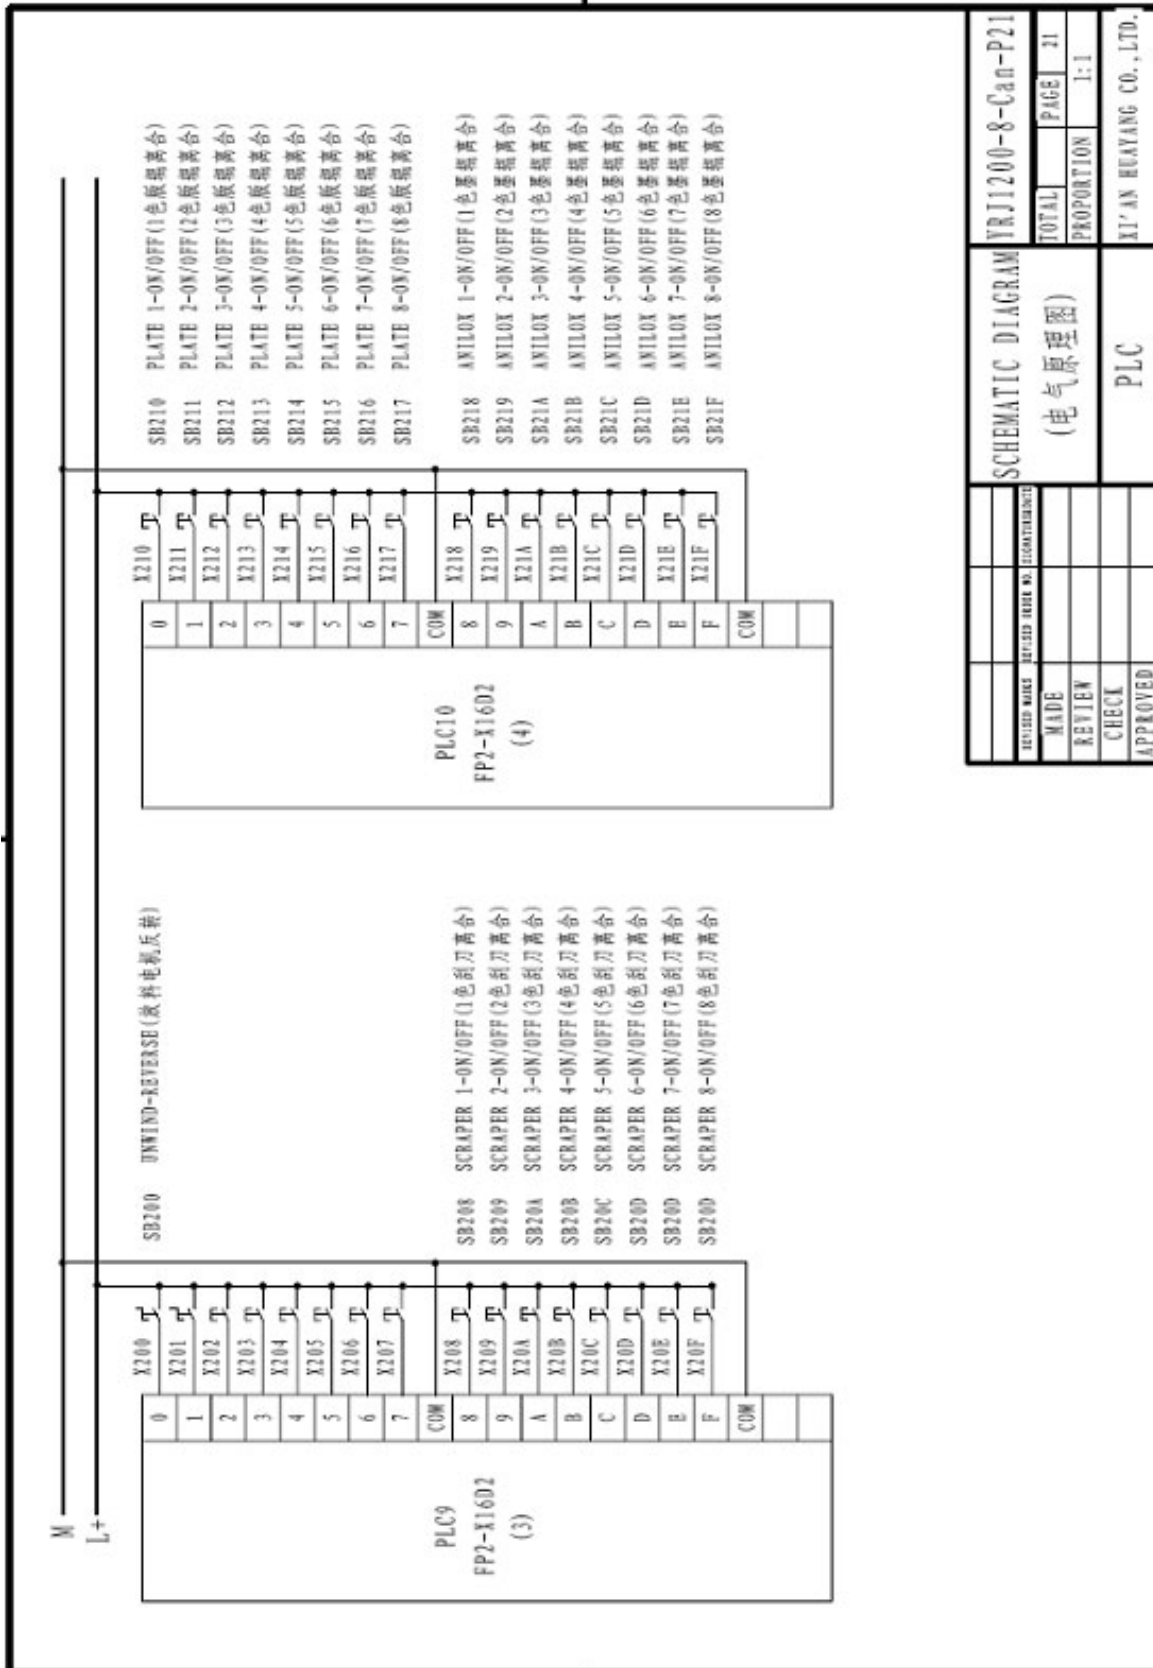 M
L+
PLC9
FP2-X16D2
(3)
0 X200
1 X201
2 X202
3 X203
4 X204
5 X205
6 X206
7 X207
COM
8 X208
9 X209
A X20A
B X20B
C X20C
D X20D
E X20E
F X20F
COM
SB200 UNWIND-REVERSE(放料电机反转)
SB208 SCRAPER 1-ON/OFF(1色刮刀离合)
SB209 SCRAPER 2-ON/OFF(2色刮刀离合)
SB20A SCRAPER 3-ON/OFF(3色刮刀离合)
SB20B SCRAPER 4-ON/OFF(4色刮刀离合)
SB20C SCRAPER 5-ON/OFF(5色刮刀离合)
SB20D SCRAPER 6-ON/OFF(6色刮刀离合)
SB20D SCRAPER 7-ON/OFF(7色刮刀离合)
SB20D SCRAPER 8-ON/OFF(8色刮刀离合)
PLC10
FP2-X16D2
(4)
0 X210
1 X211
2 X212
3 X213
4 X214
5 X215
6 X216
7 X217
COM
8 X218
9 X219
A X21A
B X21B
C X21C
D X21D
E X21E
F X21F
COM
SB210 PLATE 1-ON/OFF(1色版辊离合)
SB211 PLATE 2-ON/OFF(2色版辊离合)
SB212 PLATE 3-ON/OFF(3色版辊离合)
SB213 PLATE 4-ON/OFF(4色版辊离合)
SB214 PLATE 5-ON/OFF(5色版辊离合)
SB215 PLATE 6-ON/OFF(6色版辊离合)
SB216 PLATE 7-ON/OFF(7色版辊离合)
SB217 PLATE 8-ON/OFF(8色版辊离合)
SB218 ANILOX 1-ON/OFF(1色墨辊离合)
SB219 ANILOX 2-ON/OFF(2色墨辊离合)
SB21A ANILOX 3-ON/OFF(3色墨辊离合)
SB21B ANILOX 4-ON/OFF(4色墨辊离合)
SB21C ANILOX 5-ON/OFF(5色墨辊离合)
SB21D ANILOX 6-ON/OFF(6色墨辊离合)
SB21E ANILOX 7-ON/OFF(7色墨辊离合)
SB21F ANILOX 8-ON/OFF(8色墨辊离合)
REVISED MARKS REVISED ORDER NO.
MADE
REVIEW
CHECK
APPROVED
SCHEMATIC DIAGRAM
(电气原理图)
PLC
YRJ1200-8-Can-P21
TOTAL PAGE 21
PROPORTION 1:1
XI'AN HUAYANG CO.,LTD.